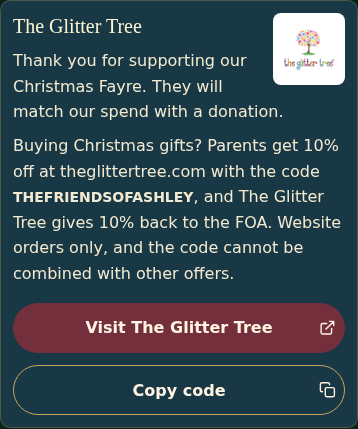 The Glitter Tree
the glitter tree
Thank you for supporting our
Christmas Fayre. They will
match our spend with a donation.
Buying Christmas gifts? Parents get 10%
off at theglittertree.com with the code
THEFRIENDSOFASHLEY, and The Glitter
Tree gives 10% back to the FOA. Website
orders only, and the code cannot be
combined with other offers.
Visit The Glitter Tree
Copy code